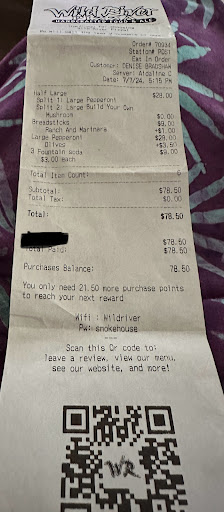 Wild River
HANDCRAFTED FOOD & ALE
Order# 70034
Station# POS1
Eat In Order
Customer: DENISE BRADSHAW
Server: Aldolina C
Date: 7/7/24, 5:15 PM
Half Large $28.00
Split 1: Large Pepperoni
Split 2: Large Build Your Own
Mushroom $0.00
Breadsticks $9.00
Ranch And Marinera +$1.00
Large Pepperoni $28.00
Olives +$3.50
3 Fountain soda $9.00
$3.00 each
Total Item Count: 6
Subtotal: $78.50
Total Tax: $0.00
Total: $78.50
$78.50
Total Paid: $78.50
Purchases Balance: 78.50
You only need 21.50 more purchase points
to reach your next reward
Wifi : Wildriver
Pw: smokehouse
Scan this Qr code to:
leave a review, view our menu,
see our website, and more!
WR